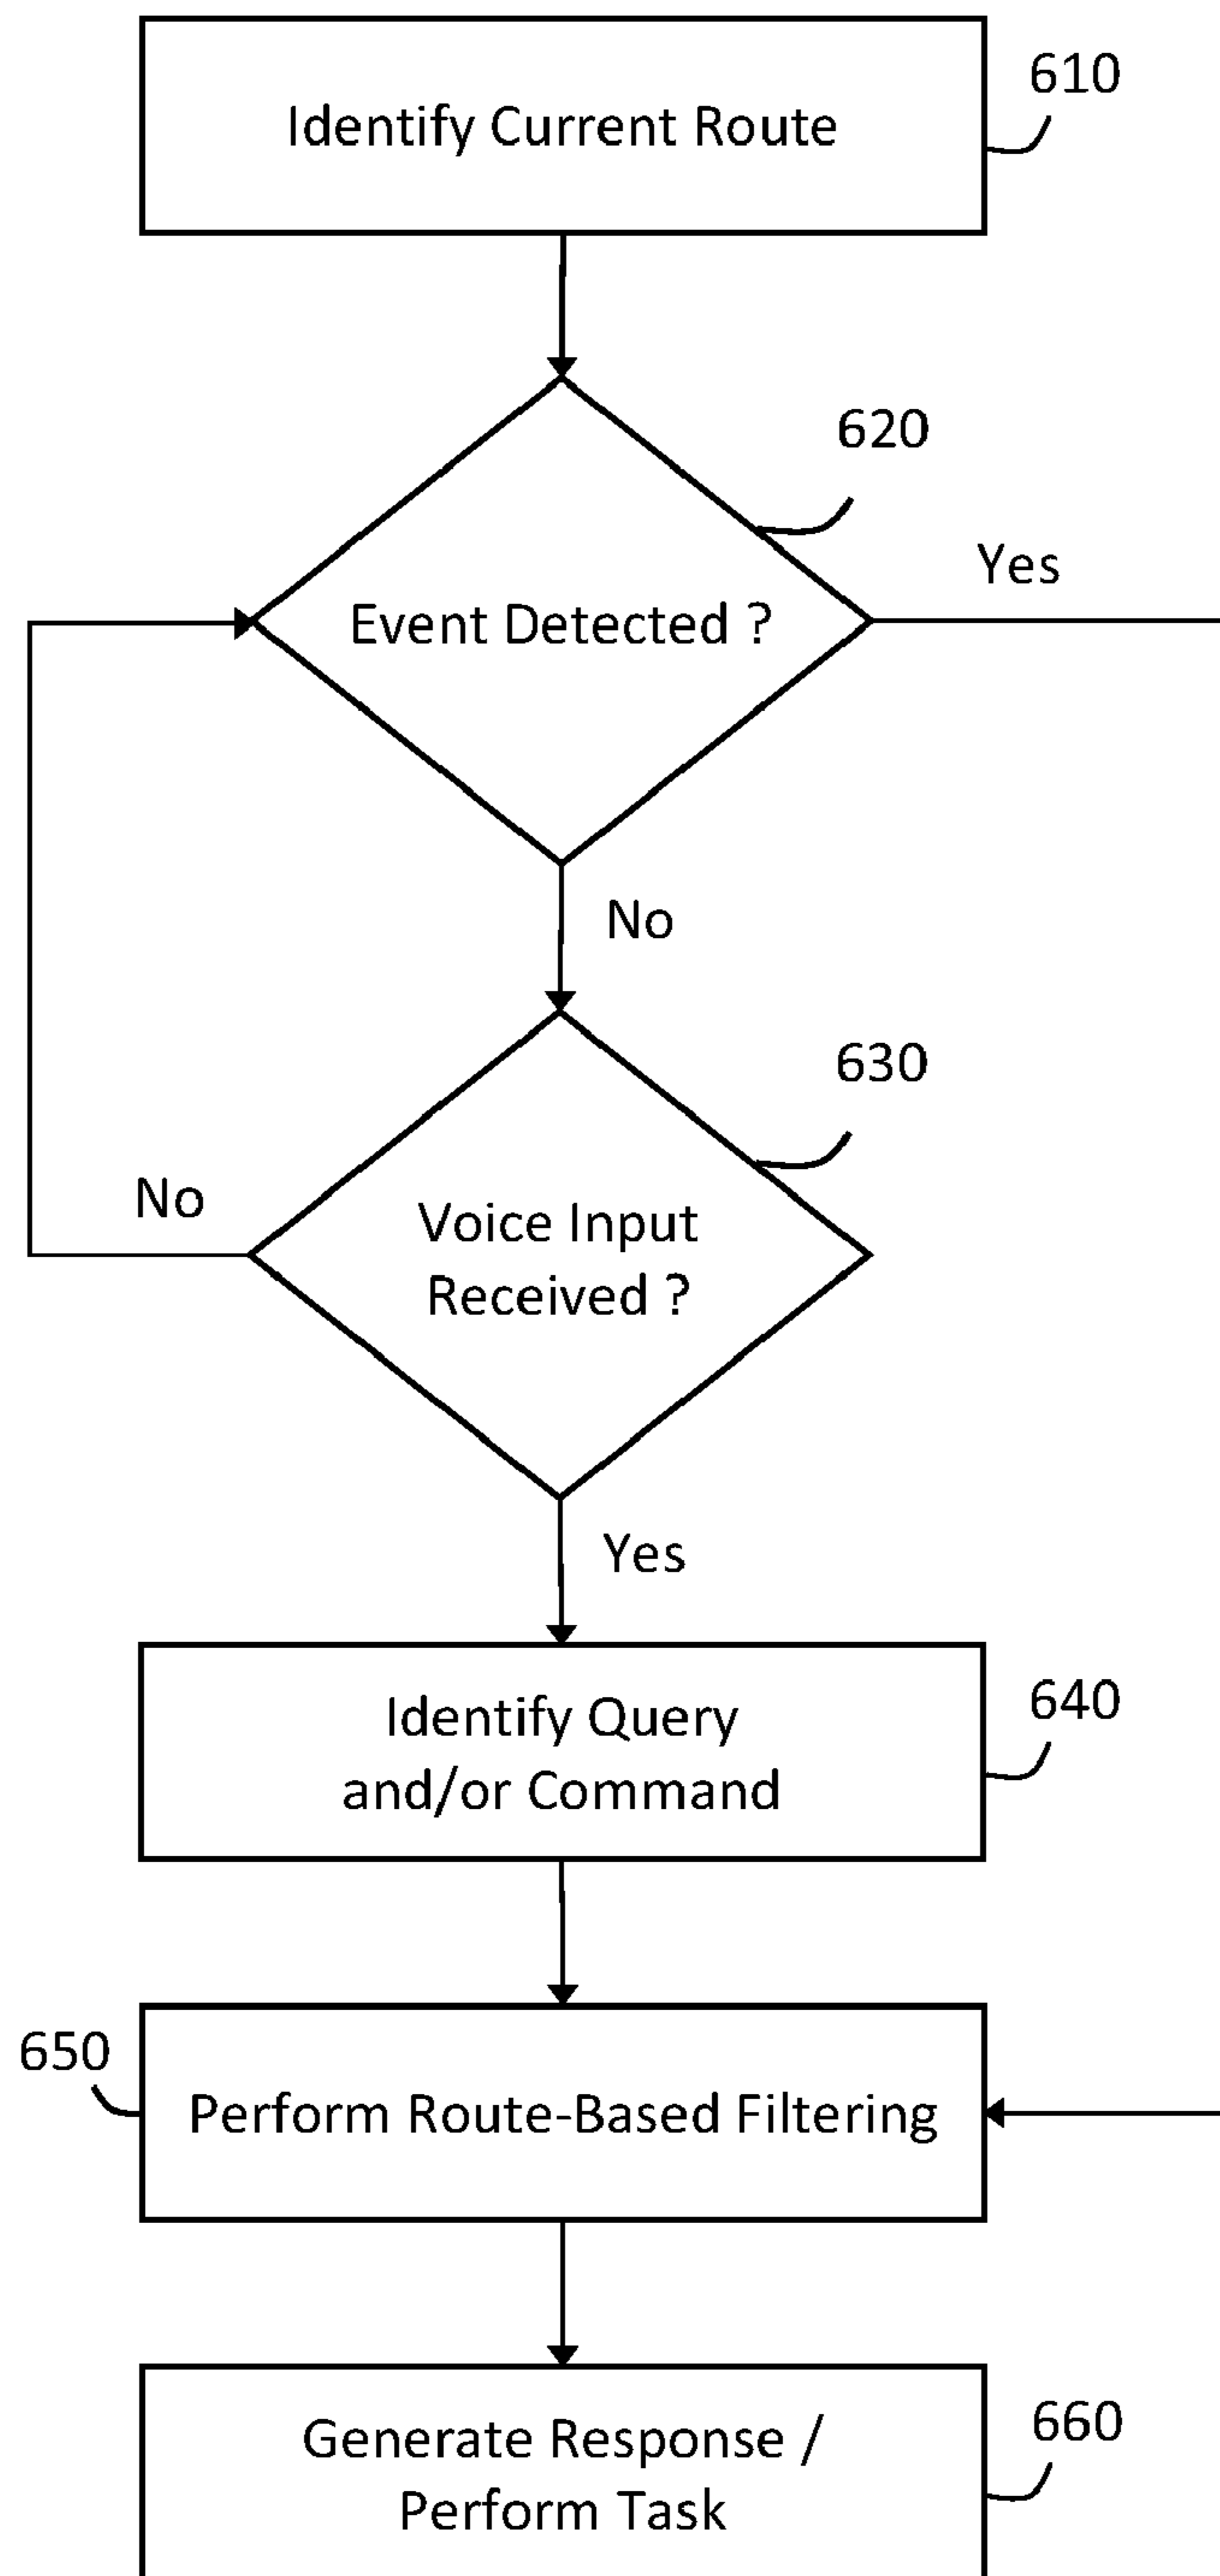 Identify Current Route
610
620
Event Detected ?
Yes
No
630
Voice Input
Received ?
No
Yes
Identify Query
and/or Command
640
650
Perform Route-Based Filtering
Generate Response /
Perform Task
660